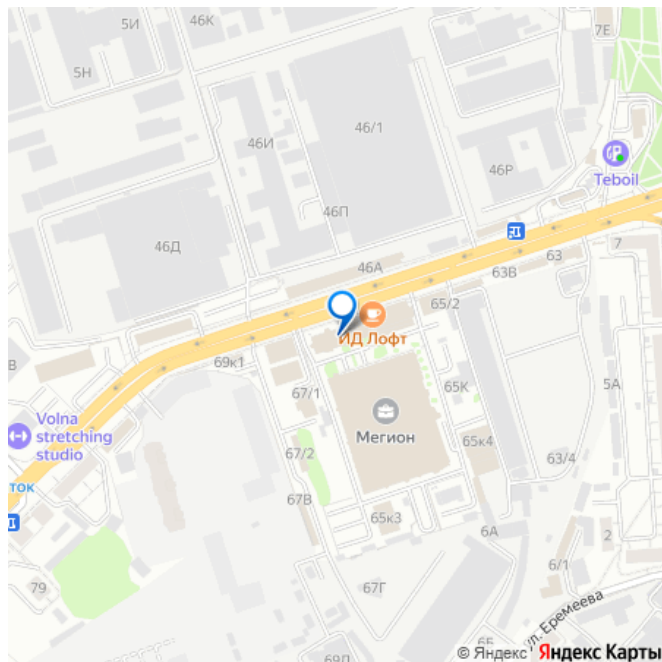 5И
46К
7Е
5Н
46/1
46И
46Р
Teboil
46П
46Д
7
63
63В
46А
65/2
ИД Лофт
69к1
В
5А
67/1
65К
Volna
stretching
studio
Мегион
65к4
67/2
63/4
ток
67В
65к3
6А
2
6/1
79
67Г
ул. Еремеева
6Б
69Д
© Яндекс Яндекс Карты